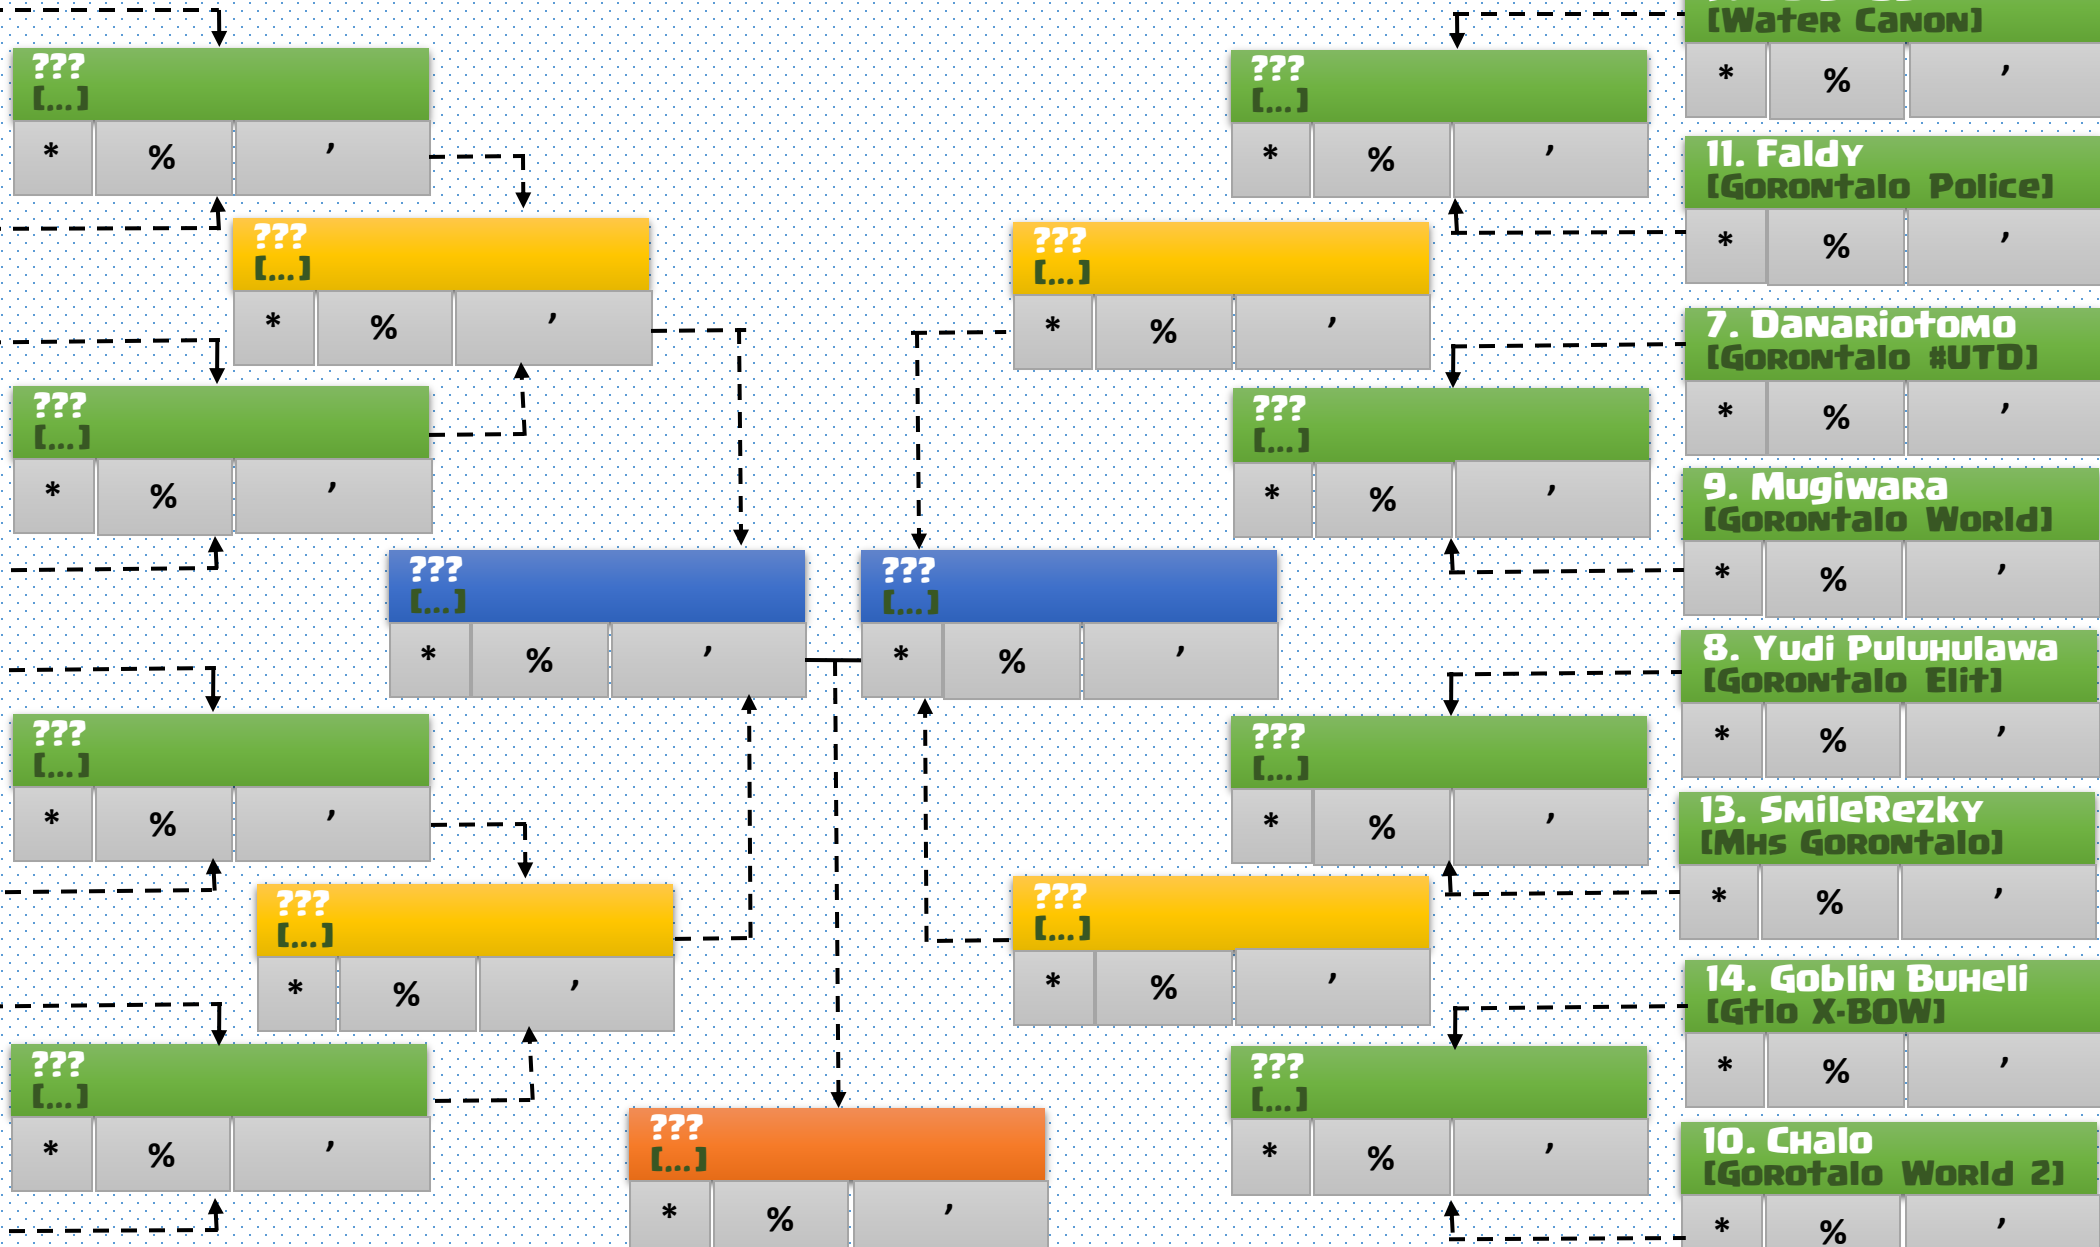 [Water Canon]
* % ’
??? 
[...]
* % ’
???
[...]
* % ’
11. Faldy
[Gorontalo Police]
* % ’
???
[...]
* % ’
???
[...]
* % ’
7. Danariotomo
[Gorontalo #UTD]
* % ’
???
[...]
* % ’
???
[...]
* % ’
9. Mugiwara
[Gorontalo World]
* % ’
???
[...]
* % ’
???
[...]
* % ’
8. Yudi Puluhulawa
[Gorontalo Elit]
* % ’
???
[...]
* % ’
???
[...]
* % ’
13. SmileRezky
[Mhs Gorontalo]
* % ’
???
[...]
* % ’
???
[...]
* % ’
14. Goblin Buheli
[Gtlo X-BOW]
* % ’
???
[...]
* % ’
???
[...]
* % ’
???
[...]
* % ’
10. Chalo
[Gorotalo World 2]
* % ’